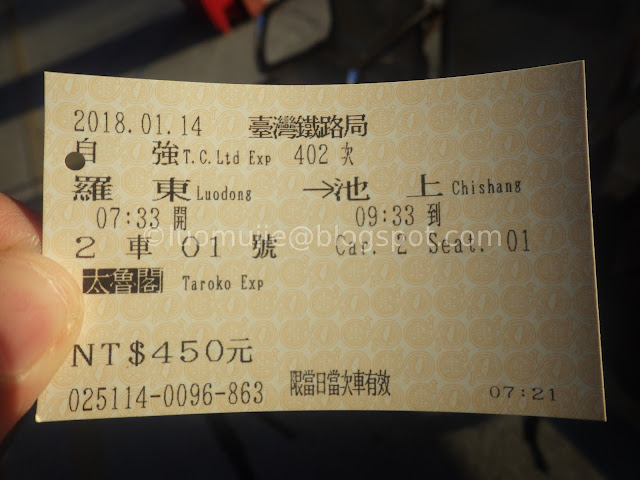 2018.01.14 臺灣鐵路局
自強 T.C.Ltd Exp 402 次
羅東 Luodong →池上 Chishang
07:33 開 09:33 到
©luomujie@blogspot.com
2 車 01 號 Car. 2 Seat. 01
太魯閣 Taroko Exp
NT$450元
025114-0096-863 限當日當次車有效 07:21